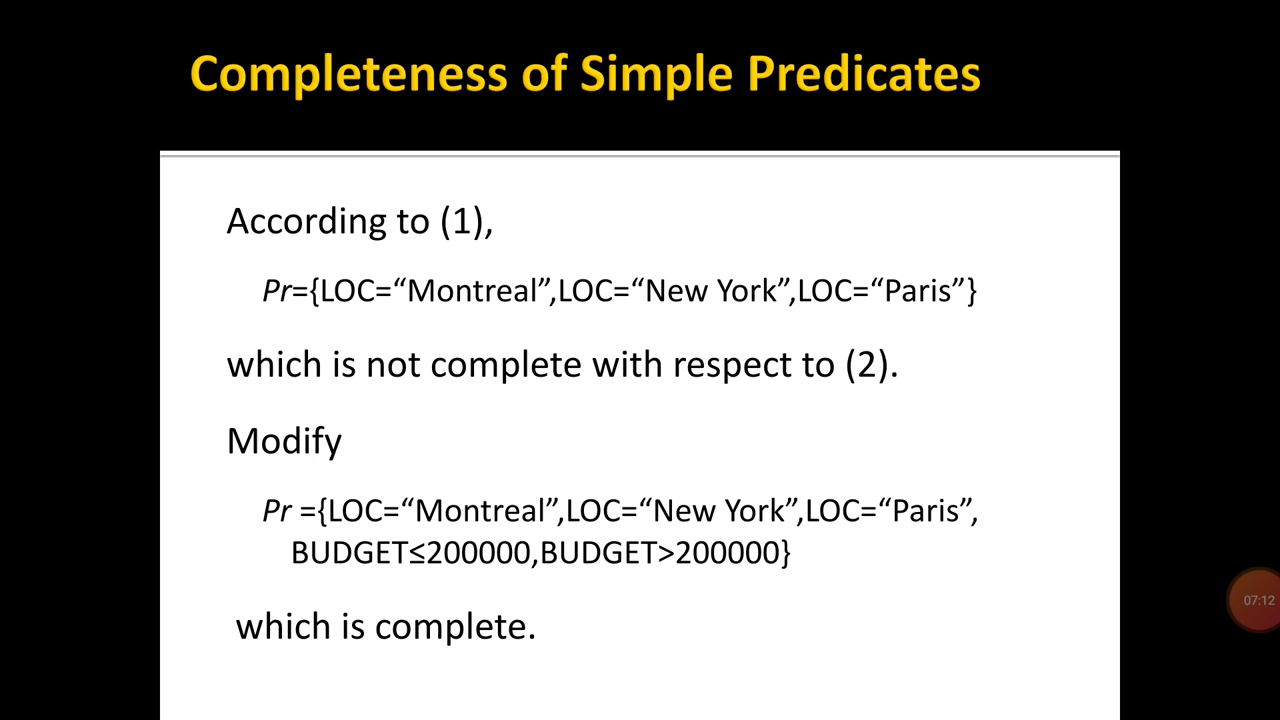 Completeness of Simple Predicates
According to (1),
Pr={LOC=“Montreal”,LOC=“New York”,LOC=“Paris”}
which is not complete with respect to (2).
Modify
Pr ={LOC=“Montreal”,LOC=“New York”,LOC=“Paris”,
BUDGET≤200000,BUDGET>200000}
which is complete.
07:12